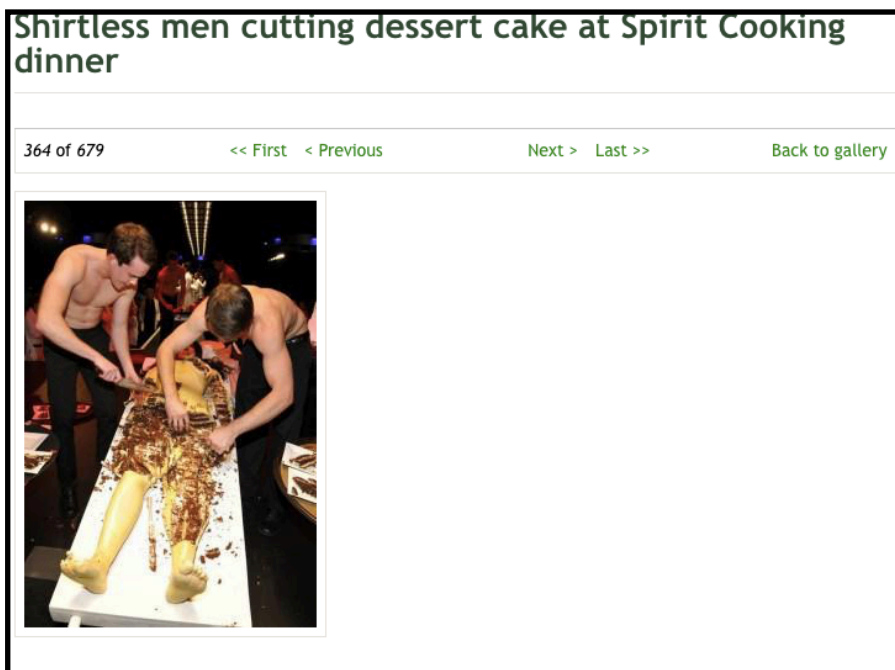 Shirtless men cutting dessert cake at Spirit Cooking
dinner
364 of 679 << First < Previous Next > Last >> Back to gallery